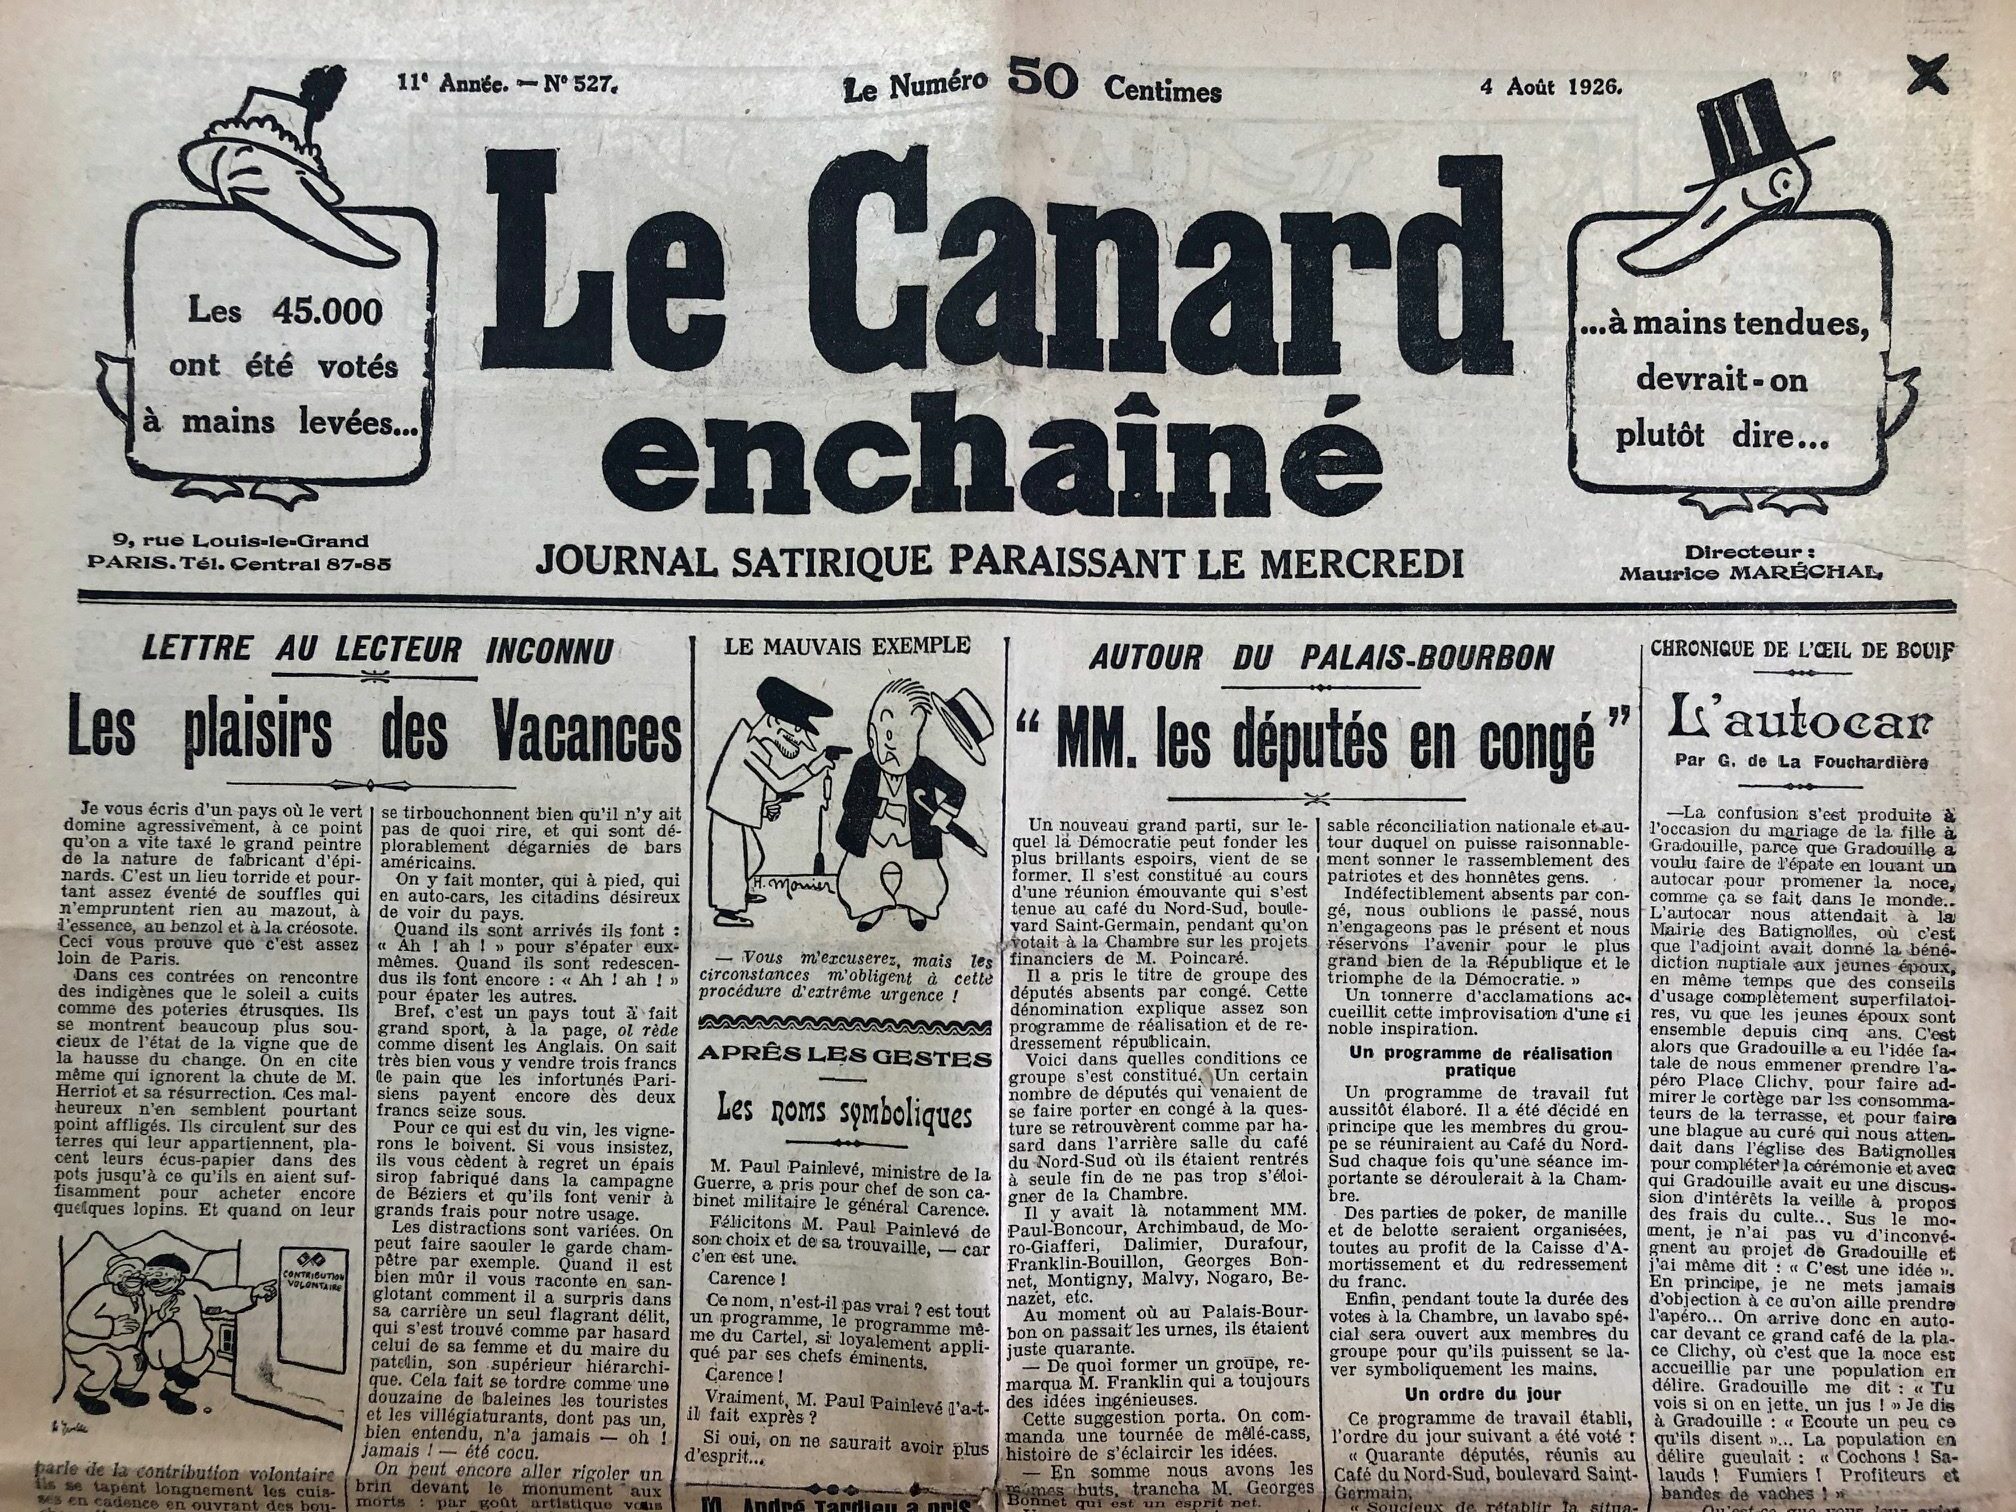 11e Année. — No 527.
Le Numéro 50 Centimes
4 Août 1926.
Les 45.000
ont été votés
à mains levées...
Le Canard
enchaîné
...à mains tendues,
devrait-on
plutôt dire...
9, rue Louis-le-Grand
PARIS. Tél. Central 87-85
JOURNAL SATIRIQUE PARAISSANT LE MERCREDI
Directeur :
Maurice MARÉCHAL
LETTRE AU LECTEUR INCONNU
Les plaisirs des Vacances
Je vous écris d'un pays où le vert
domine agressivement, à ce point
qu'on a vite taxé le grand peintre
de la nature de fabricant d'épi-
nards. C'est un lieu torride et pour-
tant assez éventé de souffles qui
n'empruntent rien au mazout, à
l'essence, au benzol et à la créosote.
Ceci vous prouve que c'est assez
loin de Paris.
Dans ces contrées on rencontre
des indigènes que le soleil a cuits
comme des poteries étrusques. Ils
se montrent beaucoup plus sou-
cieux de l'état de la vigne que de
la hausse du change. On en cite
même qui ignorent la chute de M.
Herriot et sa résurrection. Ces mal-
heureux n'en semblent pourtant
point affligés. Ils circulent sur des
terres qui leur appartiennent, pla-
cent leurs écus-papier dans des
pots jusqu'à ce qu'ils en aient suf-
fisamment pour acheter encore
quelques lopins. Et quand on leur
CONTRIBUTION
VOLONTAIRE
parle de la contribution volontaire
ils se tapent longuement les cuis-
ses en cadence en ouvrant des bou-
se tirbouchonnent bien qu'il n'y ait
pas de quoi rire, et qui sont dé-
plorablement dégarnies de bars
américains.
On y fait monter, qui à pied, qui
en auto-cars, les citadins désireux
de voir du pays.
Quand ils sont arrivés ils font :
« Ah ! ah ! » pour s'épater eux-
mêmes. Quand ils sont redescen-
dus ils font encore : « Ah ! ah ! »
pour épater les autres.
Bref, c'est un pays tout à fait
grand sport, à la page, ol rède
comme disent les Anglais. On sait
très bien vous y vendre trois francs
le pain que les infortunés Pari-
siens payent encore dès deux
francs seize sous.
Pour ce qui est du vin, les vigne-
rons le boivent. Si vous insistez,
ils vous cèdent à regret un épais
sirop fabriqué dans la campagne
de Béziers et qu'ils font venir à
grands frais pour notre usage.
Les distractions sont variées. On
peut faire saouler le garde cham-
pêtre par exemple. Quand il est
bien mûr il vous raconte en san-
glotant comment il a surpris dans
sa carrière un seul flagrant délit,
qui s'est trouvé comme par hasard
celui de sa femme et du maire du
patelin, son supérieur hiérarchi-
que. Cela fait se tordre comme une
douzaine de baleines les touristes
et les villégiaturants, dont pas un,
bien entendu, n'a jamais — oh !
jamais ! — été cocu.
On peut encore aller rigoler un
brin devant le monument aux
morts : par goût artistique vous
LE MAUVAIS EXEMPLE
H. Monier
— Vous m'excuserez, mais les
circonstances m'obligent à cette
procédure d'extrême urgence !
APRÈS LES GESTES
Les noms symboliques
M. Paul Painlevé, ministre de la
Guerre, a pris pour chef de son ca-
binet militaire le général Carence.
Félicitons M. Paul Painlevé de
son choix et de sa trouvaille, — car
c'en est une.
Carence !
Ce nom, n'est-il pas vrai ? est tout
un programme, le programme mê-
me du Cartel, si loyalement appli-
qué par ses chefs éminents.
Carence !
Vraiment, M. Paul Painlevé l'a-t-
il fait exprès ?
Si oui, on ne saurait avoir plus
d'esprit...
M. André Tardieu a pris
AUTOUR DU PALAIS-BOURBON
“ MM. les députés en congé ”
Un nouveau grand parti, sur le-
quel la Démocratie peut fonder les
plus brillants espoirs, vient de se
former. Il s'est constitué au cours
d'une réunion émouvante qui s'est
tenue au café du Nord-Sud, boule-
vard Saint-Germain, pendant qu'on
votait à la Chambre sur les projets
financiers de M. Poincaré.
Il a pris le titre de groupe des
députés absents par congé. Cette
dénomination explique assez son
programme de réalisation et de re-
dressement républicain.
Voici dans quelles conditions ce
groupe s'est constitué. Un certain
nombre de députés qui venaient de
se faire porter en congé à la ques-
ture se retrouvèrent comme par ha-
sard dans l'arrière salle du café
du Nord-Sud où ils étaient rentrés
à seule fin de ne pas trop s'éloi-
gner de la Chambre.
Il y avait là notamment MM.
Paul-Boncour, Archimbaud, de Mo-
ro-Giafferi, Dalimier, Durafour,
Franklin-Bouillon, Georges Bon-
net, Montigny, Malvy, Nogaro, Be-
nazet, etc.
Au moment où au Palais-Bour-
bon on passait les urnes, ils étaient
juste quarante.
— De quoi former un groupe, re-
marqua M. Franklin qui a toujours
des idées ingénieuses.
Cette suggestion porta. On com-
manda une tournée de mêlé-cass,
histoire de s'éclaircir les idées.
— En somme nous avons les
mêmes buts, trancha M. Georges
Bonnet qui est un esprit net.
sable réconciliation nationale et au-
tour duquel on puisse raisonnable-
ment sonner le rassemblement des
patriotes et des honnêtes gens.
Indéfectiblement absents par con-
gé, nous oublions le passé, nous
n'engageons pas le présent et nous
réservons l'avenir pour le plus
grand bien de la République et le
triomphe de la Démocratie. »
Un tonnerre d'acclamations ac-
cueillit cette improvisation d'une si
noble inspiration.
Un programme de réalisation
pratique
Un programme de travail fut
aussitôt élaboré. Il a été décidé en
principe que les membres du grou-
pe se réuniraient au Café du Nord-
Sud chaque fois qu'une séance im-
portante se déroulerait à la Cham-
bre.
Des parties de poker, de manille
et de belotte seraient organisées,
toutes au profit de la Caisse d'A-
mortissement et du redressement
du franc.
Enfin, pendant toute la durée des
votes à la Chambre, un lavabo spé-
cial sera ouvert aux membres du
groupe pour qu'ils puissent se la-
ver symboliquement les mains.
Un ordre du jour
Ce programme de travail établi,
l'ordre du jour suivant a été voté :
« Quarante députés, réunis au
Café du Nord-Sud, boulevard Saint-
Germain,
« Soucieux de rétablir la situa-
CHRONIQUE DE L'ŒIL DE BOUIF
L'autocar
Par G. de La Fouchardière
—La confusion s'est produite à
l'occasion du mariage de la fille à
Gradouille, parce que Gradouille a
voulu faire de l'épate en louant un
autocar pour promener la noce,
comme ça se fait dans le monde..
L'autocar nous attendait à la
Mairie des Batignolles, où c'est
que l'adjoint avait donné la béné-
diction nuptiale aux jeunes époux,
en même temps que des conseils
d'usage complètement superfilatoi-
res, vu que les jeunes époux sont
ensemble depuis cinq ans. C'est
alors que Gradouille a eu l'idée fa-
tale de nous emmener prendre l'a-
péro Place Clichy, pour faire ad-
mirer le cortège par les consomma-
teurs de la terrasse, et pour faire
une blague au curé qui nous atten-
dait dans l'église des Batignolles
pour compléter la cérémonie et avec
qui Gradouille avait eu une discus-
sion d'intérêts la veille à propos
des frais du culte... Sus le mo-
ment, je n'ai pas vu d'inconvé-
gnent au projet de Gradouille et
j'ai même dit : « C'est une idée ».
En principe, je ne mets jamais
d'objection à ce qu'on aille prendre
l'apéro... On arrive donc en auto-
car devant ce grand café de la pla-
ce Clichy, où c'est que la noce est
accueillie par une population en
délire. Gradouille me dit : « Tu
vois si on en jette, un jus ! » Je dis
à Gradouille : « Ecoute un peu ce
qu'ils disent »... La population en
délire gueulait : « Cochons ! Sa-
lauds ! Fumiers ! Profiteurs et
bandes de vaches ! »